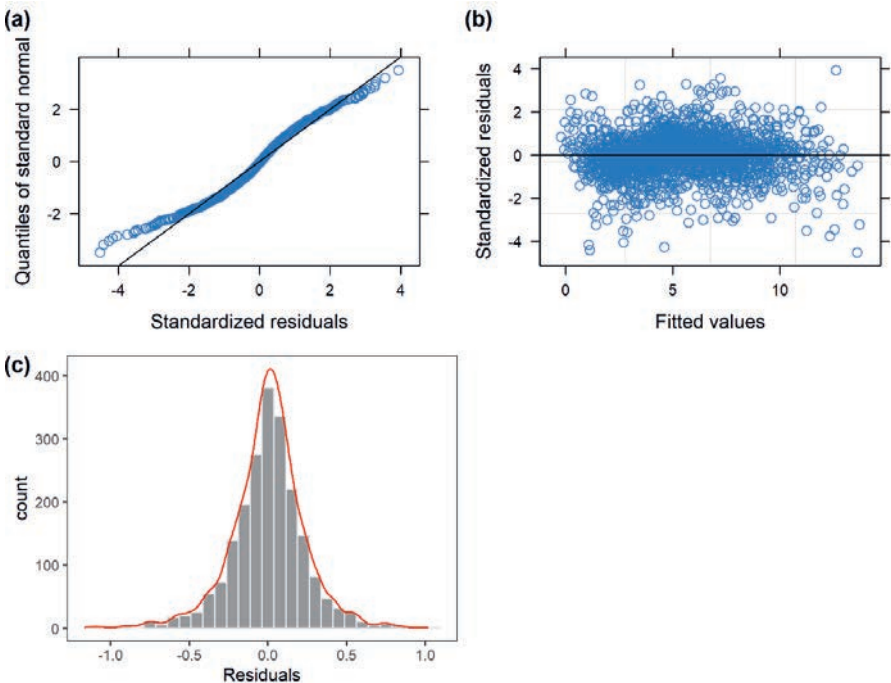 (a)
Quantiles of standard normal
2
0
-2
-4
-2
0
2
4
Standardized residuals
(b)
Standardized residuals
4
2
0
-2
-4
0
5
10
Fitted values
(c)
count
400
300
200
100
0
-1.0
-0.5
0.0
0.5
1.0
Residuals